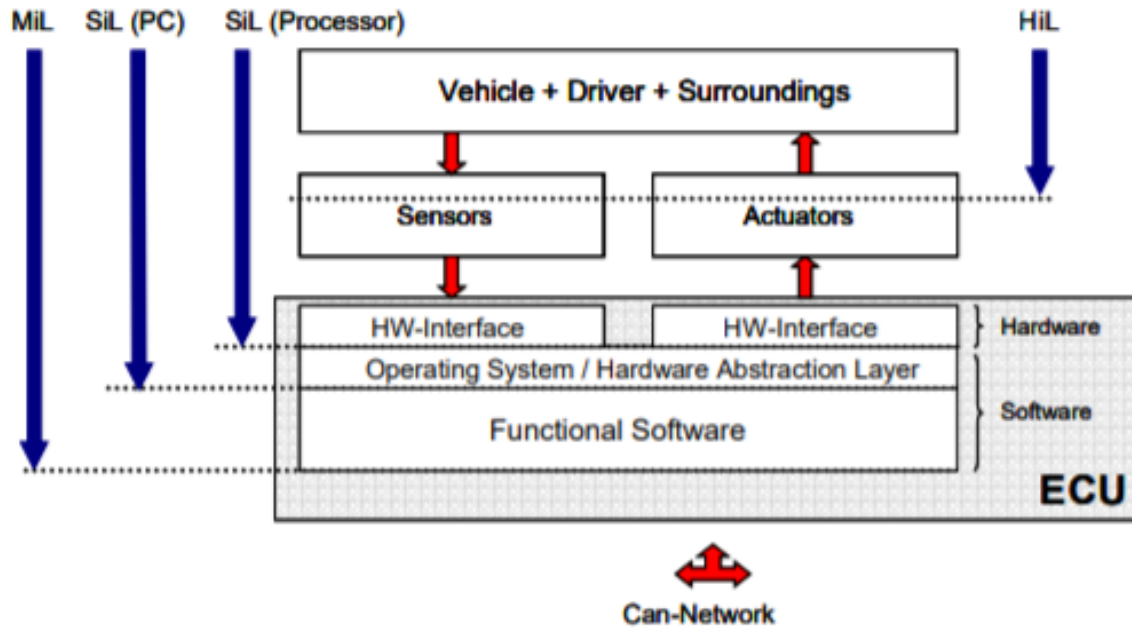 MiL SiL (PC) SiL (Processor) HiL
Vehicle + Driver + Surroundings
Sensors Actuators
HW-Interface HW-Interface } Hardware
Operating System / Hardware Abstraction Layer
Functional Software } Software
ECU
Can-Network